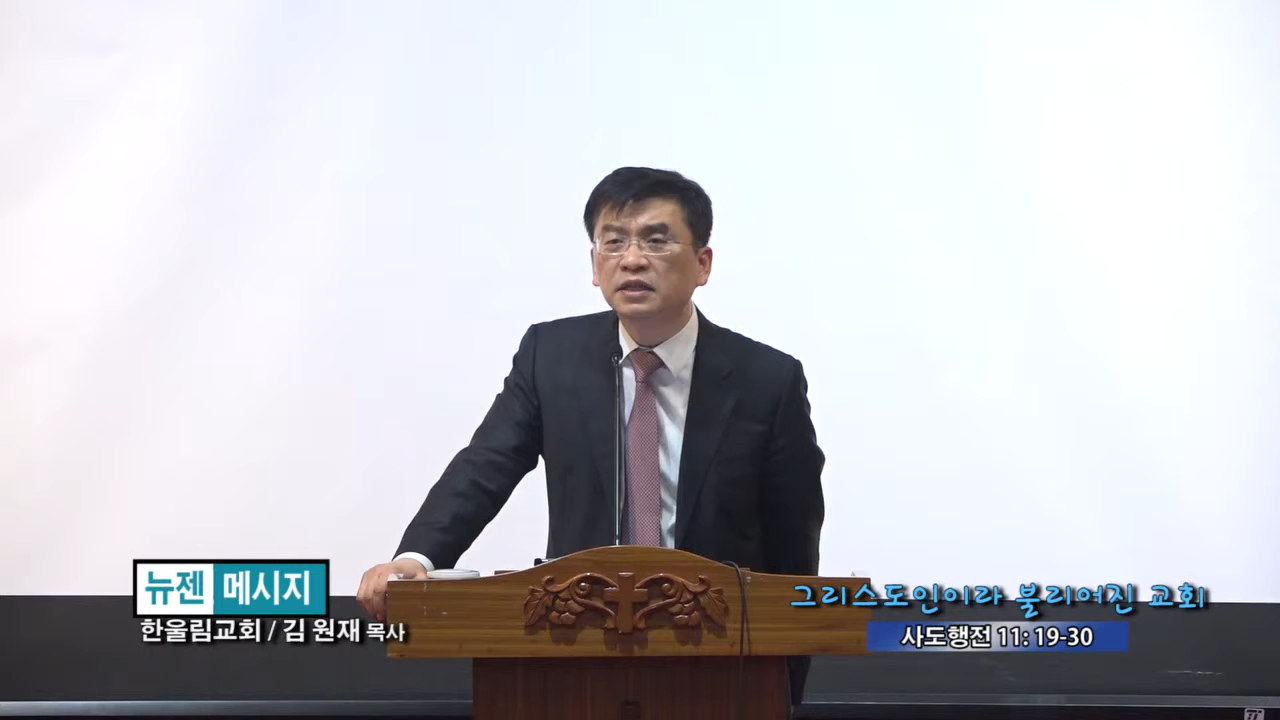 뉴젠 메시지
한울림교회 / 김 원재 목사
그리스도인이라 불리어진 교회
사도행전 11: 19-30